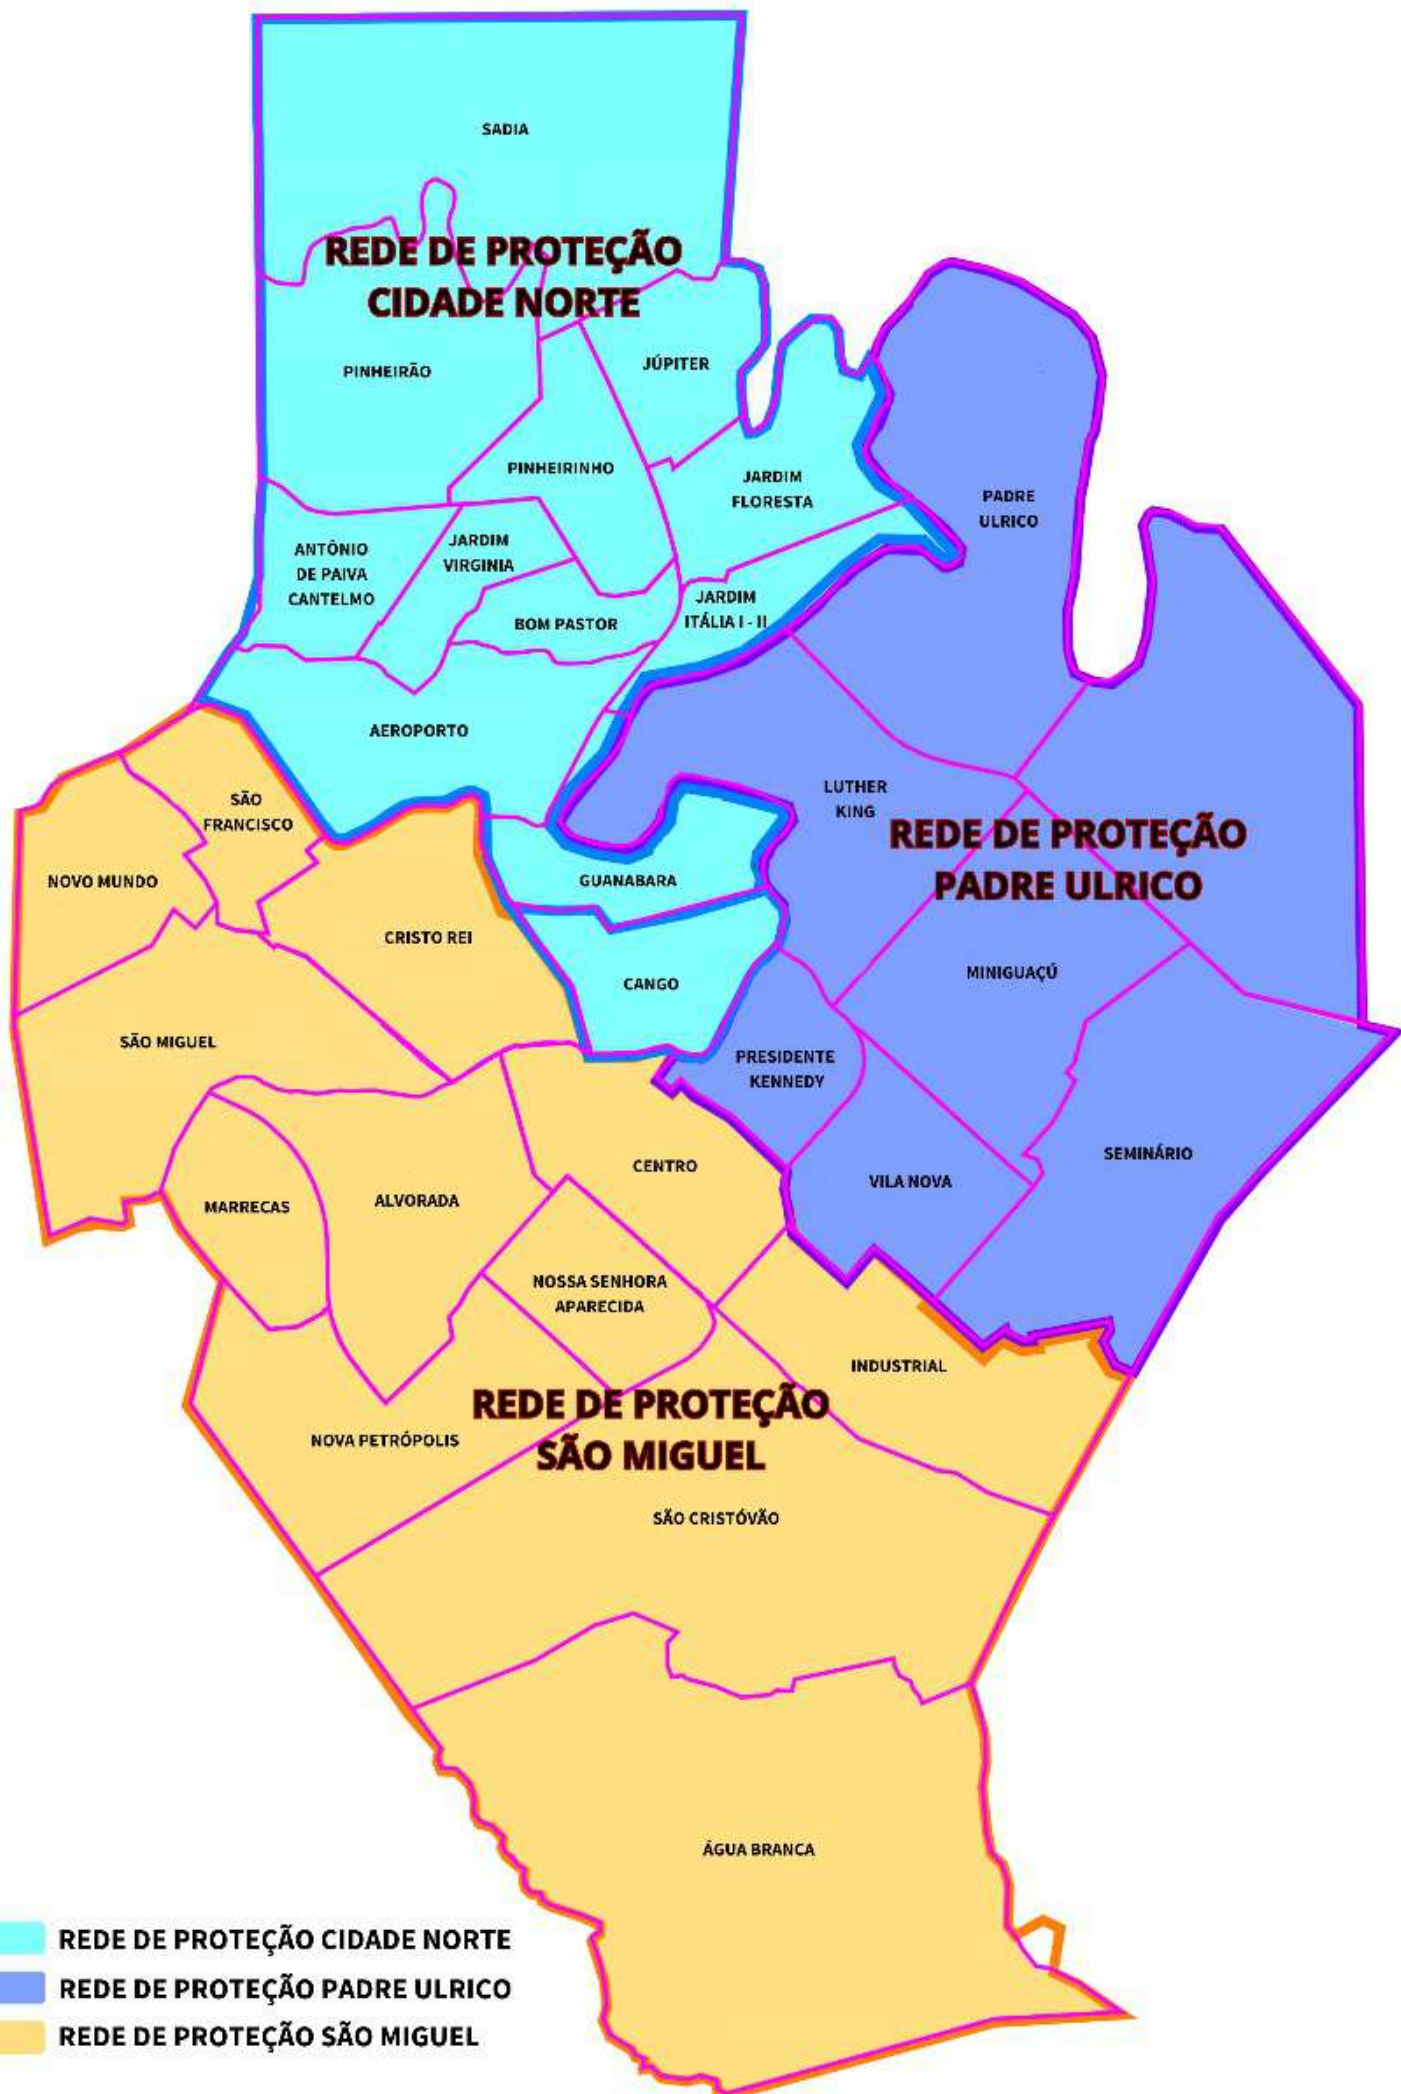 SADIA
REDE DE PROTEÇÃO
CIDADE NORTE
PINHEIRÃO
JÚPITER
PINHEIRINHO
JARDIM
FLORESTA
PADRE
ULRICO
ANTÔNIO
DE PAIVA
CANTELMO
JARDIM
VIRGINIA
BOM PASTOR
JARDIM
ITÁLIA I - II
AEROPORTO
SÃO
FRANCISCO
LUTHER
KING
REDE DE PROTEÇÃO
PADRE ULRICO
NOVO MUNDO
GUANABARA
CRISTO REI
CANGO
MINIGUAÇÚ
SÃO MIGUEL
PRESIDENTE
KENNEDY
CENTRO
SEMINÁRIO
VILA NOVA
MARRECAS
ALVORADA
NOSSA SENHORA
APARECIDA
INDUSTRIAL
REDE DE PROTEÇÃO
SÃO MIGUEL
NOVA PETRÓPOLIS
SÃO CRISTÓVÃO
ÁGUA BRANCA
REDE DE PROTEÇÃO CIDADE NORTE
REDE DE PROTEÇÃO PADRE ULRICO
REDE DE PROTEÇÃO SÃO MIGUEL